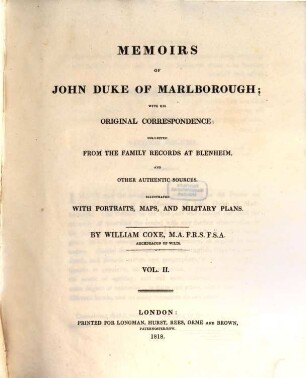 MEMOIRS
OF
JOHN DUKE OF MARLBOROUGH;
WITH HIS
ORIGINAL CORRESPONDENCE:
COLLECTED
FROM THE FAMILY RECORDS AT BLENHEIM,
AND
OTHER AUTHENTIC SOURCES.
ILLUSTRATED
WITH PORTRAITS, MAPS, AND MILITARY PLANS.
BY WILLIAM COXE, M.A. F.R.S. F.S.A.
ARCHDEACON OF WILTS.
VOL. II.
LONDON:
PRINTED FOR LONGMAN, HURST, REES, ORME AND BROWN,
PATERNOSTER-ROW.
1818.